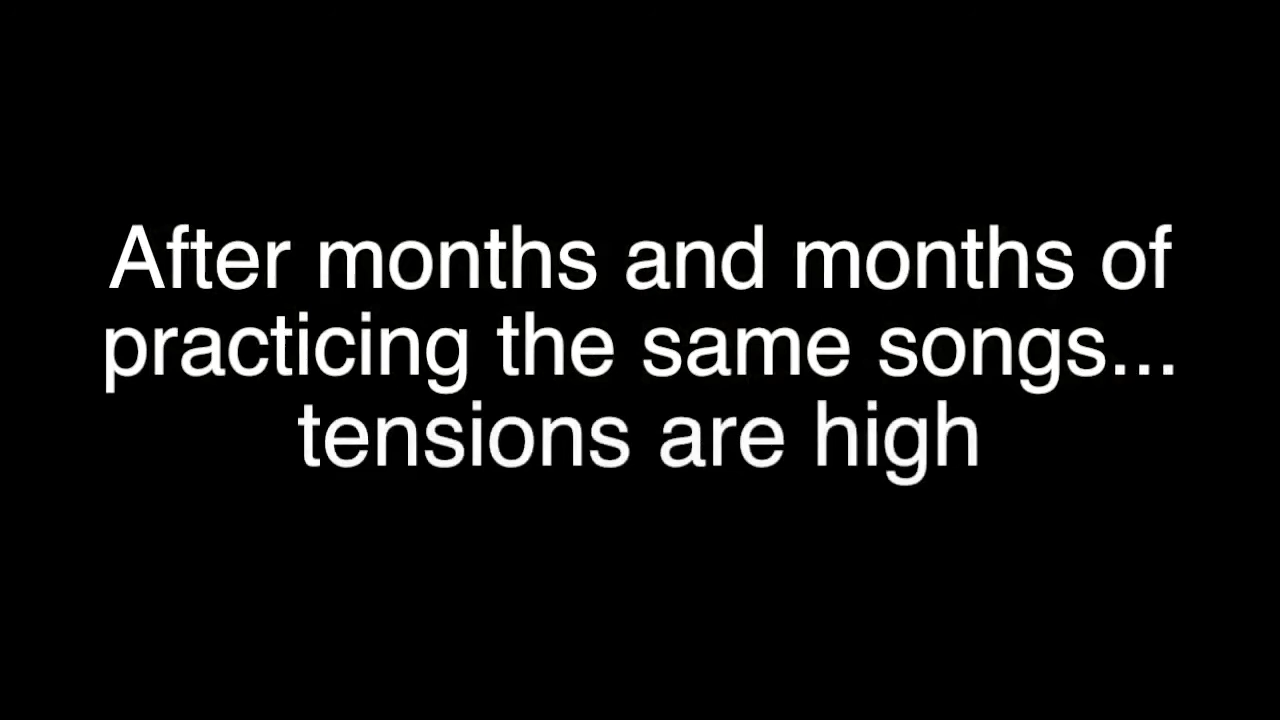 After months and months of
practicing the same songs...
tensions are high